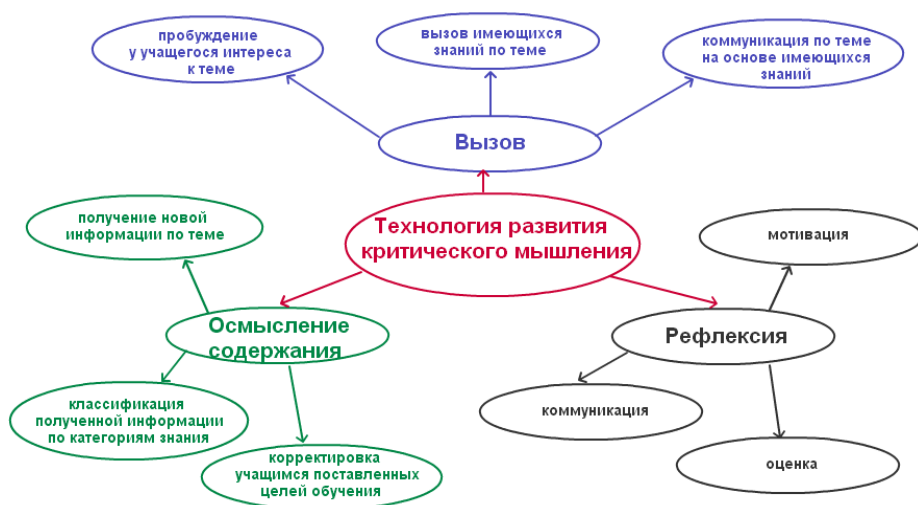 пробуждение
у учащегося интереса
к теме
вызов имеющихся
знаний по теме
коммуникация по теме
на основе имеющихся
знаний
Вызов
получение новой
информации по теме
Технология развития
критического мышления
мотивация
Осмысление
содержания
Рефлексия
классификация
полученной информации
по категориям знания
коммуникация
корректировка
учащимся поставленных
целей обучения
оценка